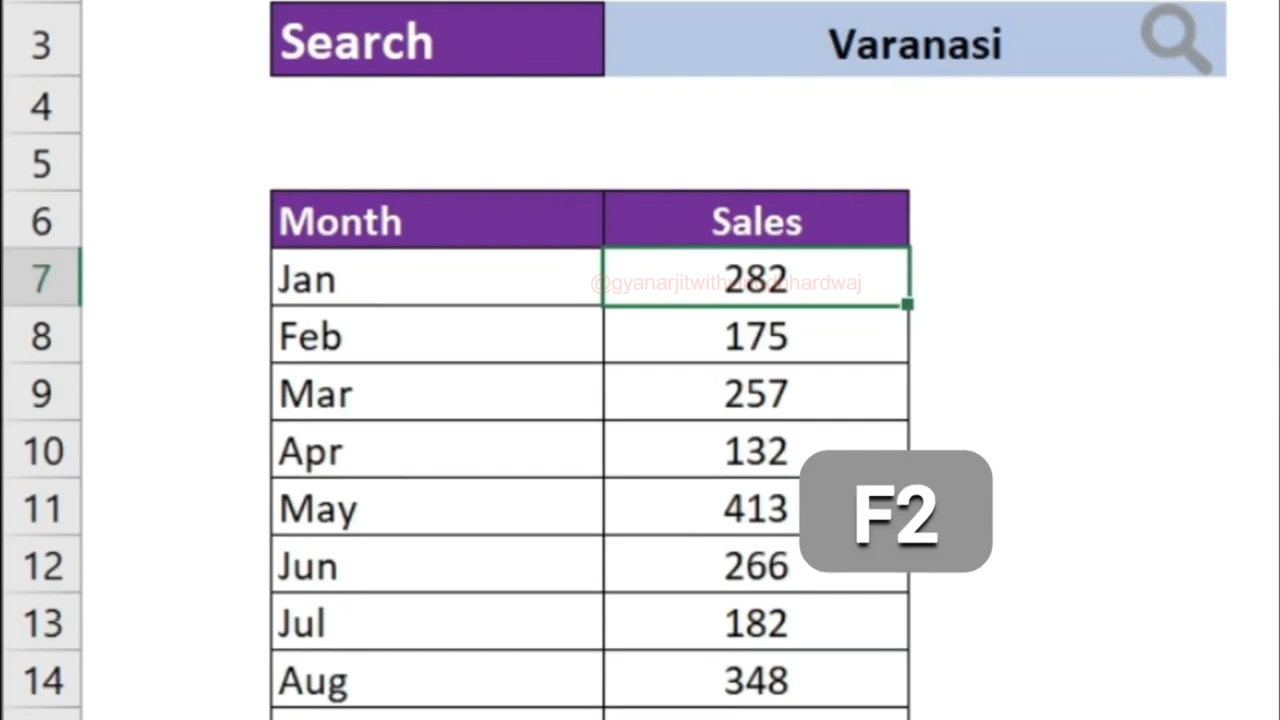 3 Search Varanasi
4
5
6 Month Sales
7 Jan 282
8 Feb 175
9 Mar 257
10 Apr 132
11 May 413
12 Jun 266
13 Jul 182
14 Aug 348
F2